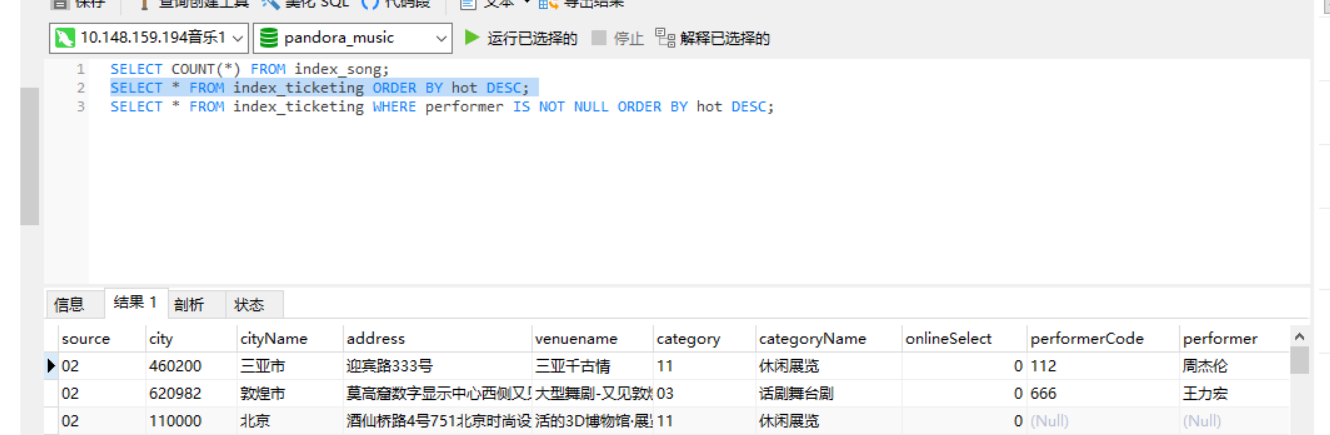 保存 查询创建工具 美化 SQL () 代码段 文本 导出结果
10.148.159.194音乐1 pandora_music 运行已选择的 停止 解释已选择的
1 SELECT COUNT(*) FROM index_song;
2 SELECT * FROM index_ticketing ORDER BY hot DESC;
3 SELECT * FROM index_ticketing WHERE performer IS NOT NULL ORDER BY hot DESC;
信息 结果 1 剖析 状态
source city cityName address venuename category categoryName onlineSelect performerCode performer
02 460200 三亚市 迎宾路333号 三亚千古情 11 休闲展览 0 112 周杰伦
02 620982 敦煌市 莫高窟数字显示中心西侧又 大型舞剧-又见敦 03 话剧舞台剧 0 666 王力宏
02 110000 北京 酒仙桥路4号751北京时尚设 活的3D博物馆·展 11 休闲展览 0 (Null) (Null)